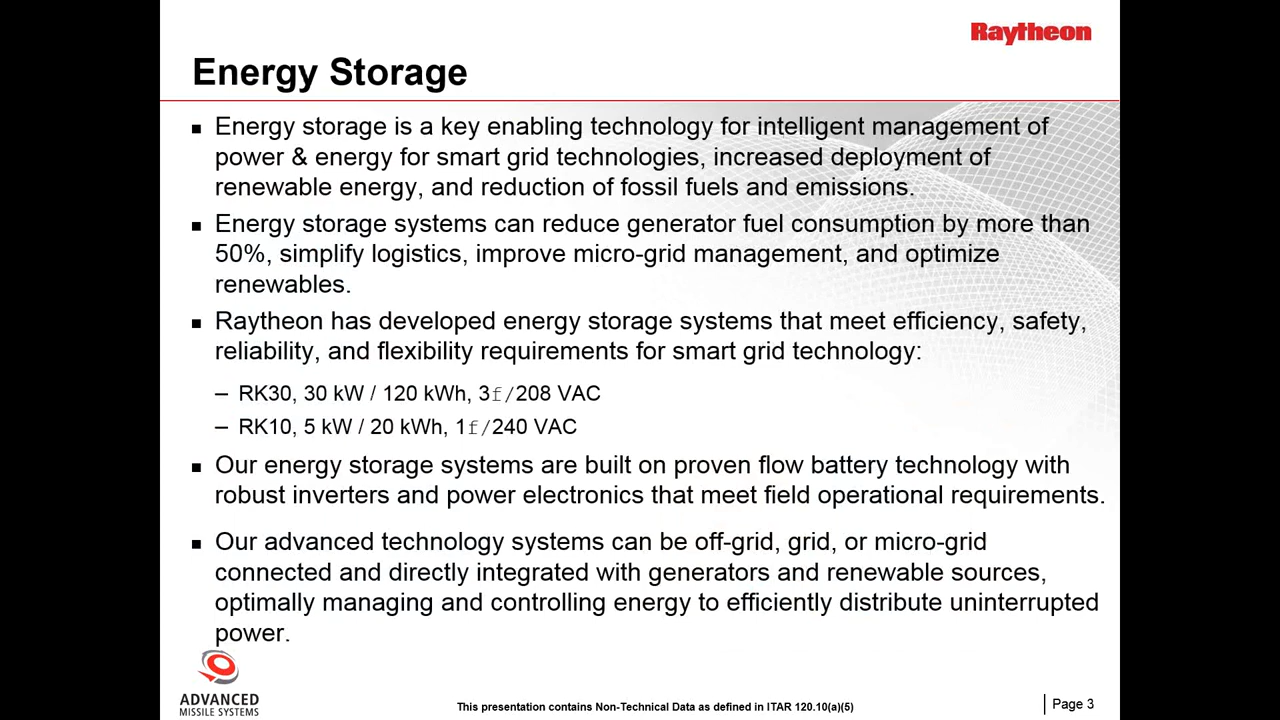 Raytheon
Energy Storage
▪ Energy storage is a key enabling technology for intelligent management of
power & energy for smart grid technologies, increased deployment of
renewable energy, and reduction of fossil fuels and emissions.
▪ Energy storage systems can reduce generator fuel consumption by more than
50%, simplify logistics, improve micro-grid management, and optimize
renewables.
▪ Raytheon has developed energy storage systems that meet efficiency, safety,
reliability, and flexibility requirements for smart grid technology:
– RK30, 30 kW / 120 kWh, 3f/208 VAC
– RK10, 5 kW / 20 kWh, 1f/240 VAC
▪ Our energy storage systems are built on proven flow battery technology with
robust inverters and power electronics that meet field operational requirements.
▪ Our advanced technology systems can be off-grid, grid, or micro-grid
connected and directly integrated with generators and renewable sources,
optimally managing and controlling energy to efficiently distribute uninterrupted
power.
ADVANCED
MISSILE SYSTEMS
This presentation contains Non-Technical Data as defined in ITAR 120.10(a)(5)
Page 3